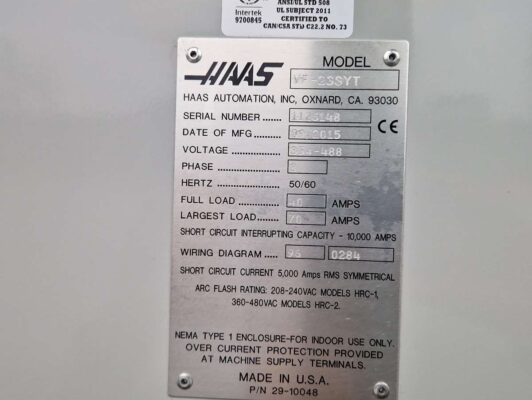 Intertek
9700845
ANSI/UL STD 508
UL SUBJECT 2011
CERTIFIED TO
CAN/CSA STD C22.2 NO. 73
HAAS
MODEL
HAAS AUTOMATION, INC, OXNARD, CA. 93030
SERIAL NUMBER
DATE OF MFG
2015
CE
VOLTAGE
PHASE
HERTZ 50/60
FULL LOAD 40 AMPS
LARGEST LOAD AMPS
SHORT CIRCUIT INTERRUPTING CAPACITY - 10,000 AMPS
WIRING DIAGRAM 0284
SHORT CIRCUIT CURRENT 5,000 Amps RMS SYMMETRICAL
ARC FLASH RATING: 208-240VAC MODELS HRC-1,
360-480VAC MODELS HRC-2.
NEMA TYPE 1 ENCLOSURE-FOR INDOOR USE ONLY.
OVER CURRENT PROTECTION PROVIDED
AT MACHINE SUPPLY TERMINALS.
MADE IN U.S.A.
P/N 29-10048